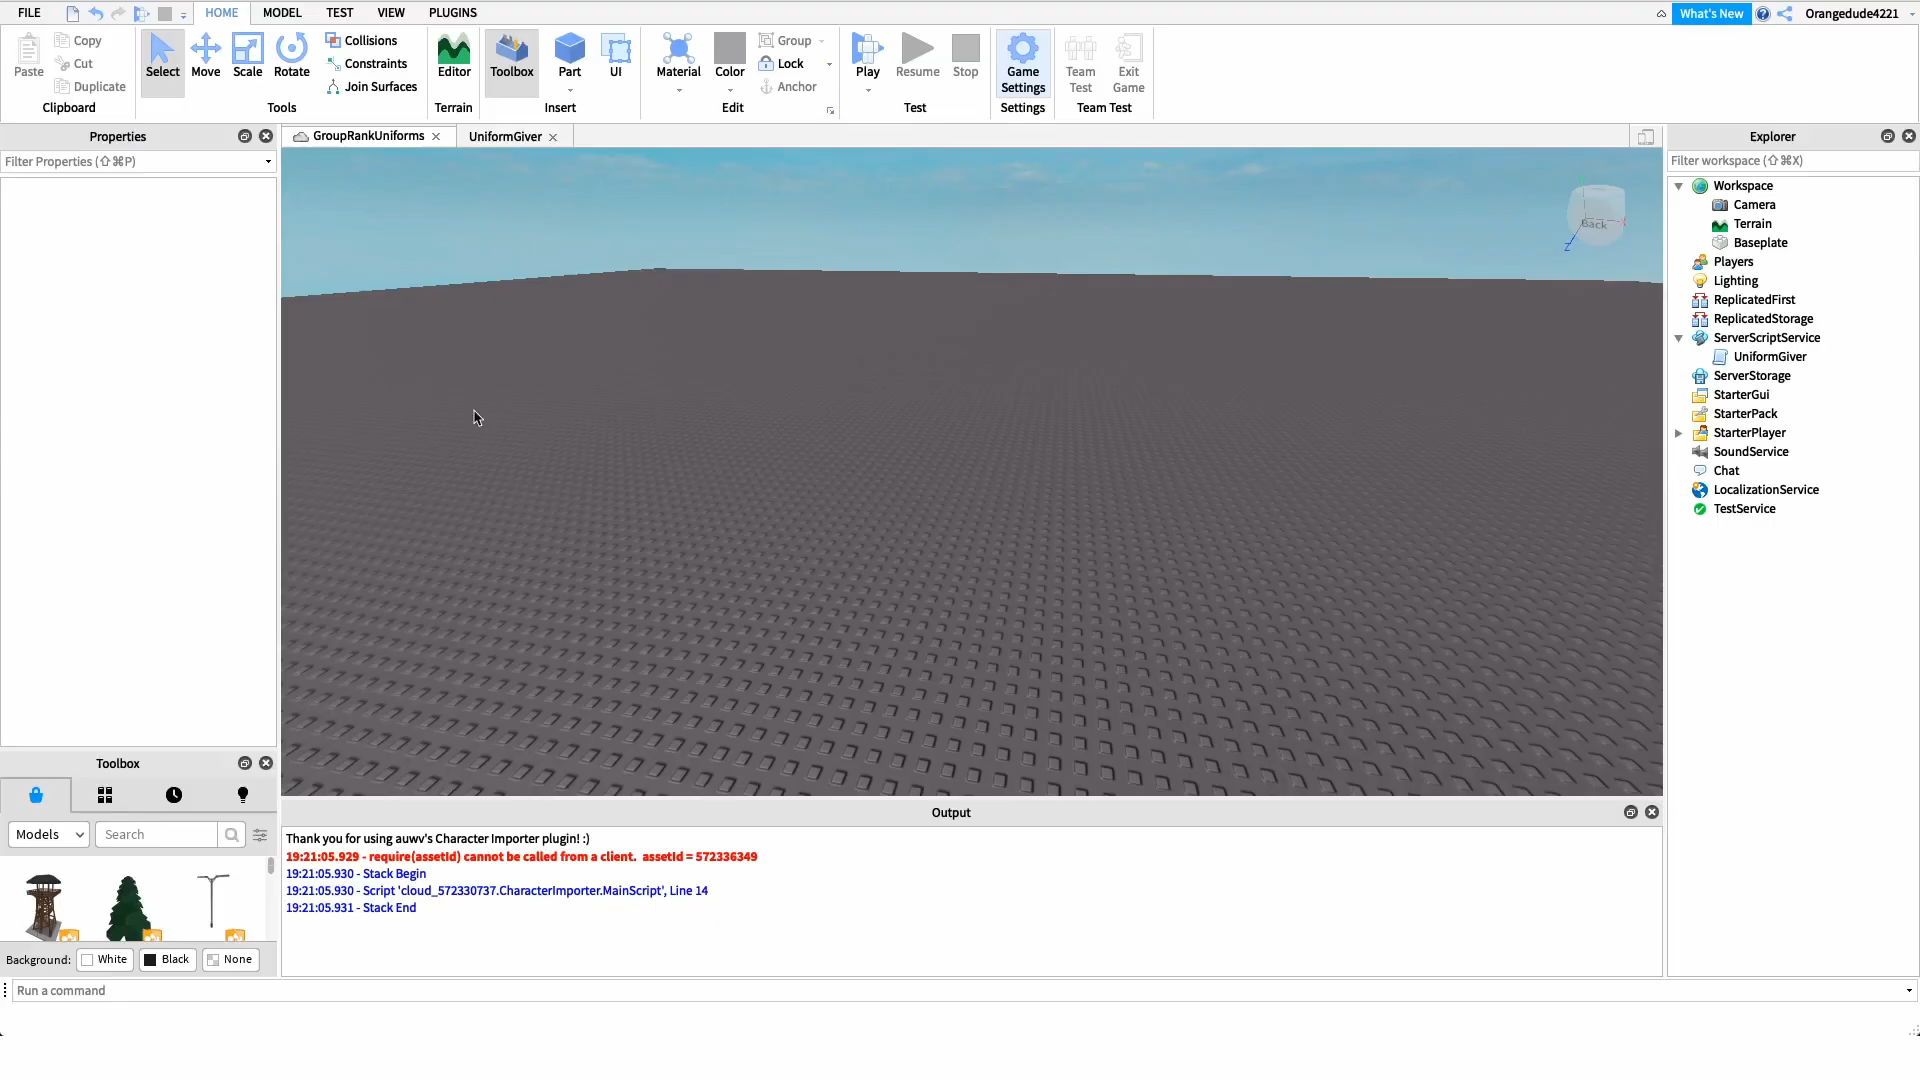 FILE HOME MODEL TEST VIEW PLUGINS What's New Orangedude4221
Paste Copy Cut Duplicate Clipboard
Select Move Scale Rotate Collisions Constraints Join Surfaces Tools
Editor Terrain
Toolbox Part UI Insert
Material Color Group Lock Anchor Edit
Play Resume Stop Test
Game Settings Settings
Team Test Exit Game Team Test
Properties
Filter Properties (⇧⌘P)
GroupRankUniforms UniformGiver
Back
Z
Explorer
Filter workspace (⇧⌘X)
Workspace
Camera
Terrain
Baseplate
Players
Lighting
ReplicatedFirst
ReplicatedStorage
ServerScriptService
UniformGiver
ServerStorage
StarterGui
StarterPack
StarterPlayer
SoundService
Chat
LocalizationService
TestService
Toolbox
Models Search
Background: White Black None
Output
Thank you for using auwv's Character Importer plugin! :)
19:21:05.929 - require(assetId) cannot be called from a client. assetId = 572336349
19:21:05.930 - Stack Begin
19:21:05.930 - Script 'cloud_572330737.CharacterImporter.MainScript', Line 14
19:21:05.931 - Stack End
Run a command